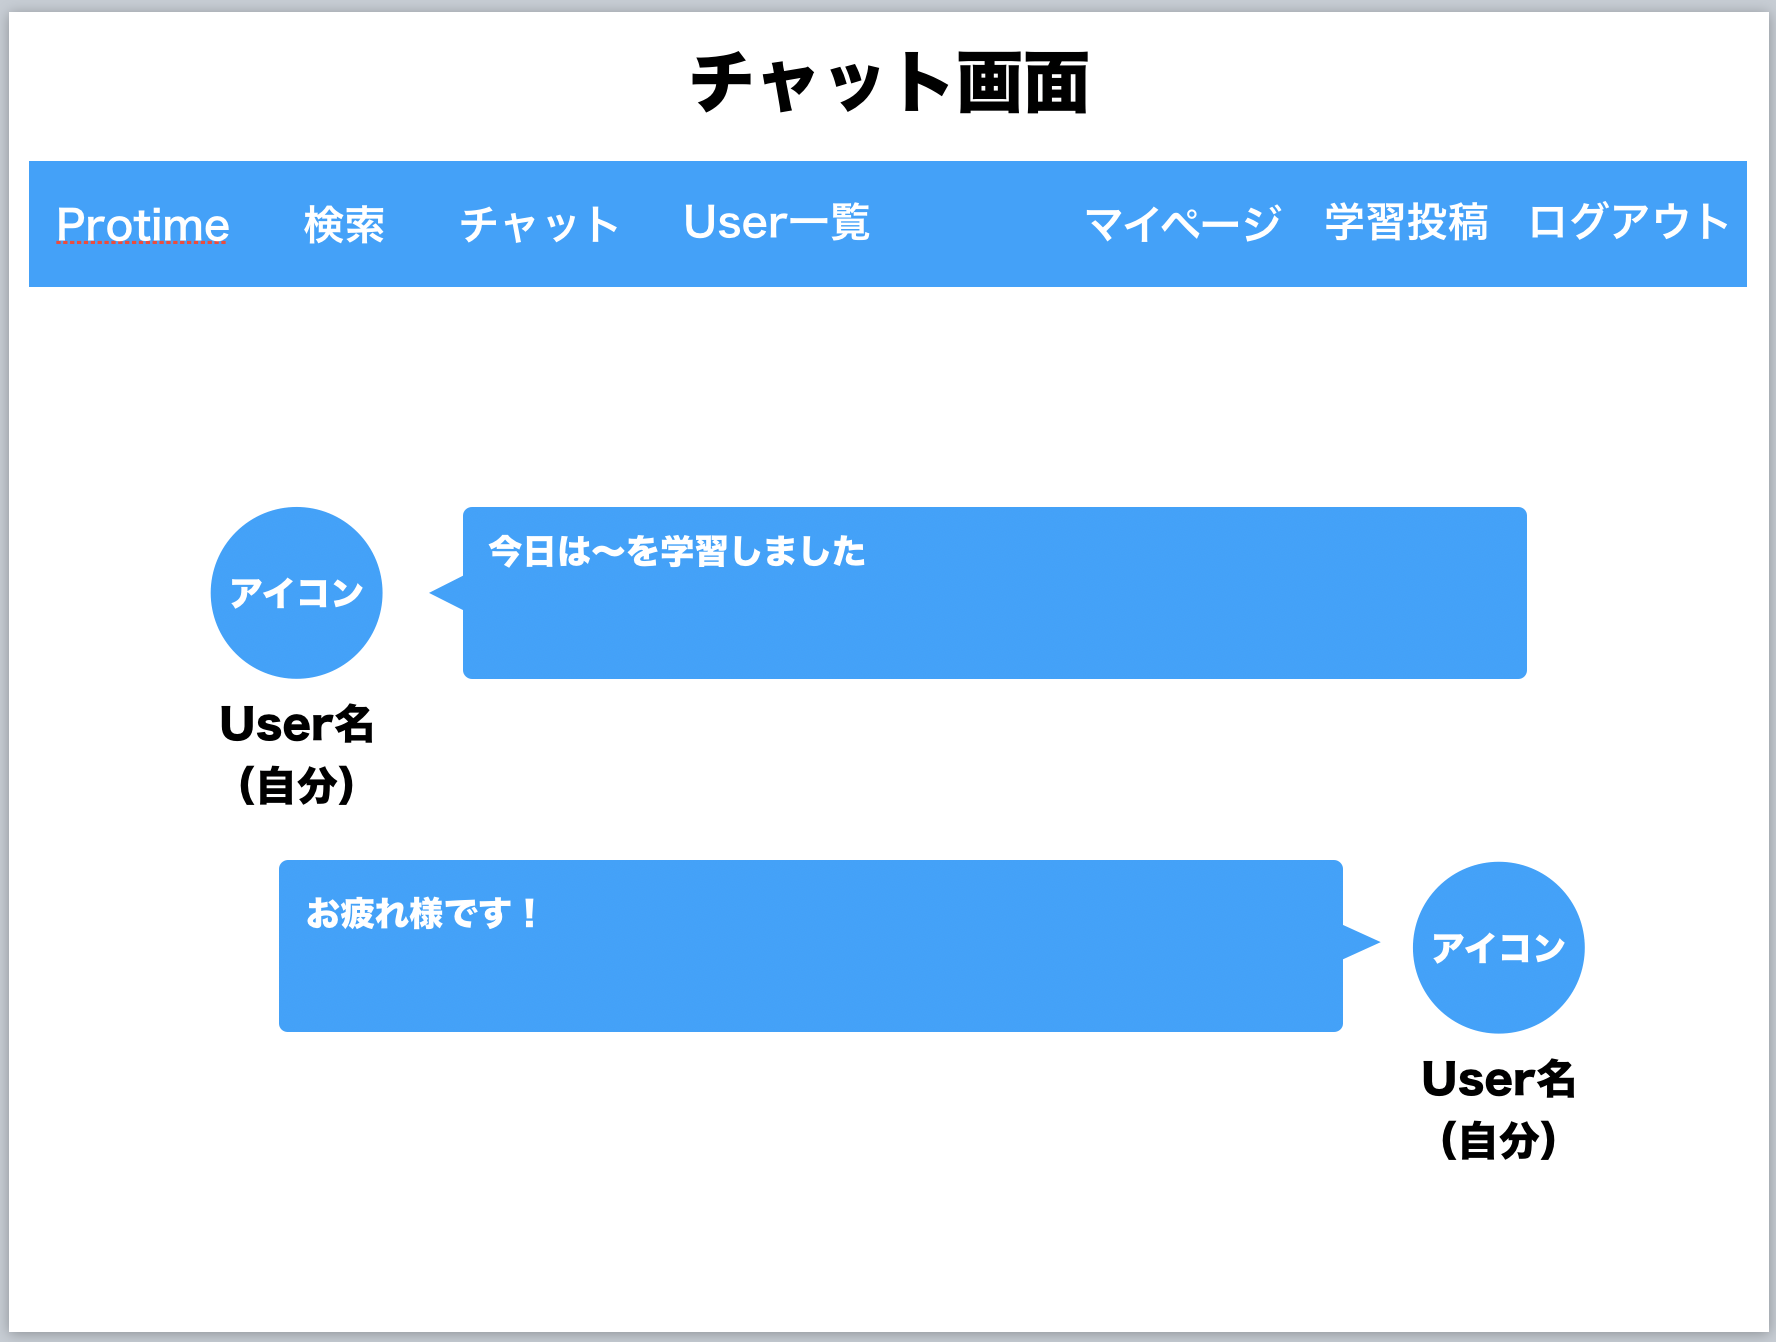 チャット画面
Protime 検索 チャット User一覧 マイページ 学習投稿 ログアウト
今日は〜を学習しました
アイコン
User名
(自分)
お疲れ様です！
アイコン
User名
(自分)